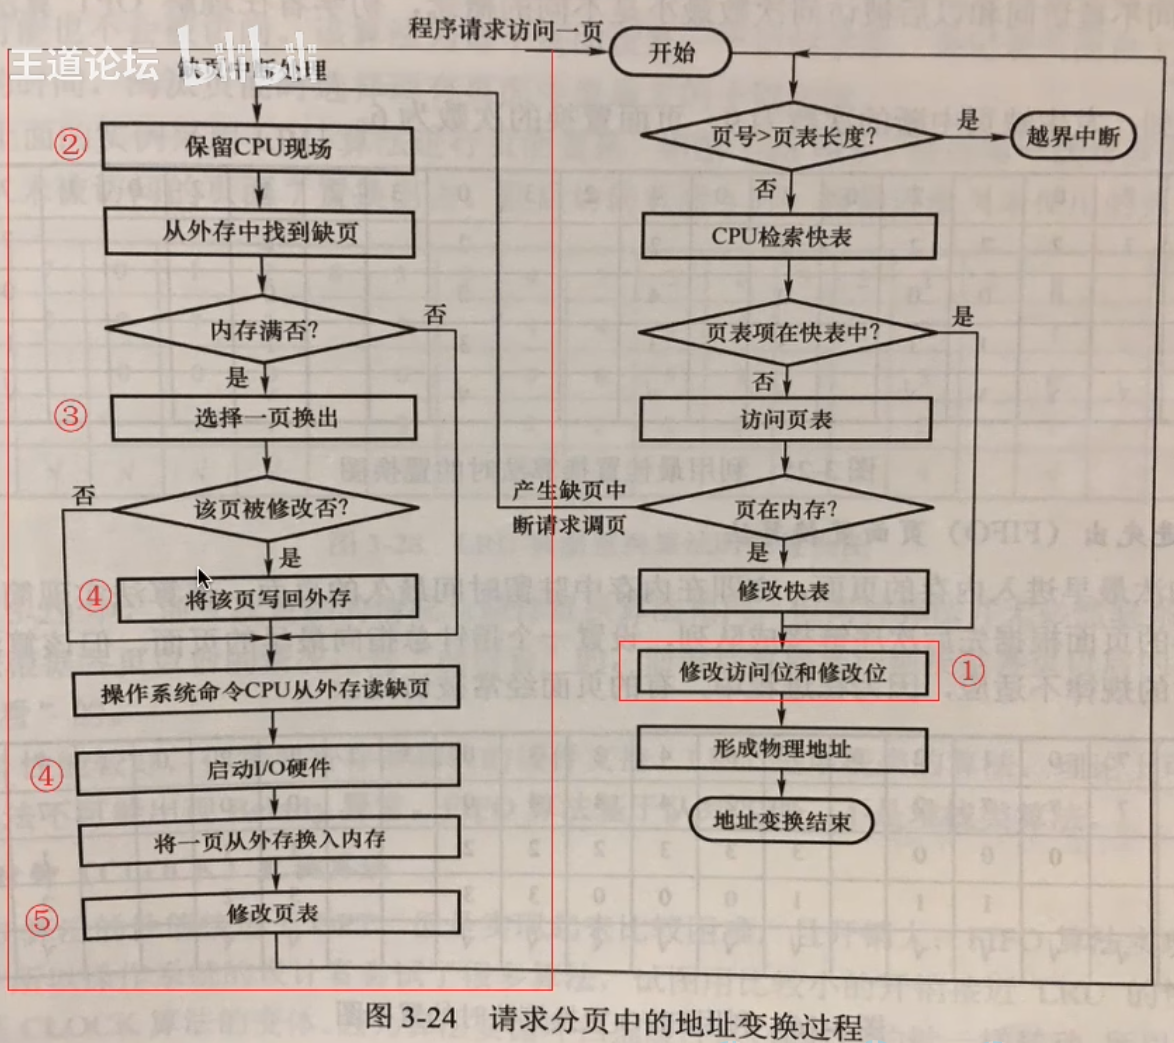 程序请求访问一页
开始
王道论坛
缺页中断处理
页号>页表长度?
是
越界中断
②
保留CPU现场
否
从外存中找到缺页
CPU检索快表
内存满否?
否
页表项在快表中?
是
是
否
③
选择一页换出
访问页表
否
该页被修改否?
产生缺页中
断请求调页
页在内存?
是
是
④
将该页写回外存
修改快表
操作系统命令CPU从外存读缺页
修改访问位和修改位
①
④
启动I/O硬件
形成物理地址
将一页从外存换入内存
地址变换结束
⑤
修改页表
图 3-24 请求分页中的地址变换过程